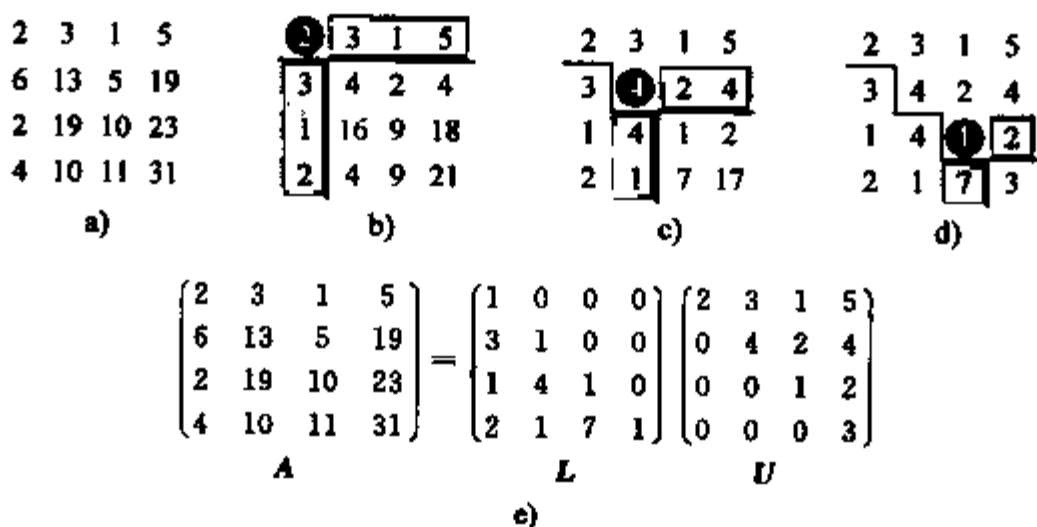 2 3 1 5
6 13 5 19
2 19 10 23
4 10 11 31
a)
2 3 1 5
3 4 2 4
1 16 9 18
2 4 9 21
b)
2 3 1 5
3 4 2 4
1 4 1 2
2 1 7 17
c)
2 3 1 5
3 4 2 4
1 4 1 2
2 1 7 3
d)
2 3 1 5 1 0 0 0 2 3 1 5
6 13 5 19 = 3 1 0 0 0 4 2 4
2 19 10 23 1 4 1 0 0 0 1 2
4 10 11 31 2 1 7 1 0 0 0 3
A L U
e)